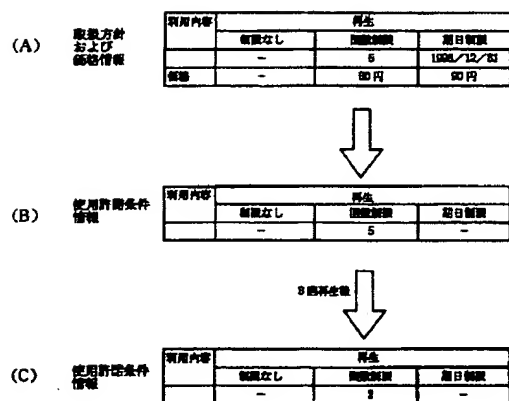 (A)
取扱方針
および
価格情報
利用内容 再生
制限なし 回数制限 期日制限
— 5 1998/12/31
価格 — 80円 90円
(B)
使用許諾条件
情報
利用内容 再生
制限なし 回数制限 期日制限
— 5 —
3回再生後
(C)
使用許諾条件
情報
利用内容 再生
制限なし 回数制限 期日制限
— 2 —